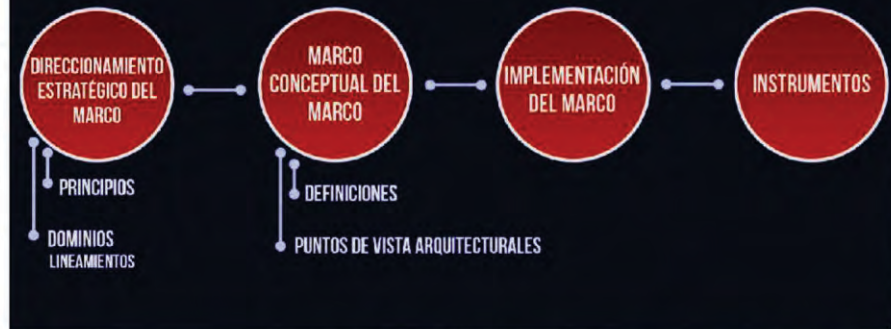 DIRECCIONAMIENTO
ESTRATÉGICO DEL
MARCO
MARCO
CONCEPTUAL DEL
MARCO
IMPLEMENTACIÓN
DEL MARCO
INSTRUMENTOS
PRINCIPIOS
DOMINIOS
LINEAMIENTOS
DEFINICIONES
PUNTOS DE VISTA ARQUITECTURALES